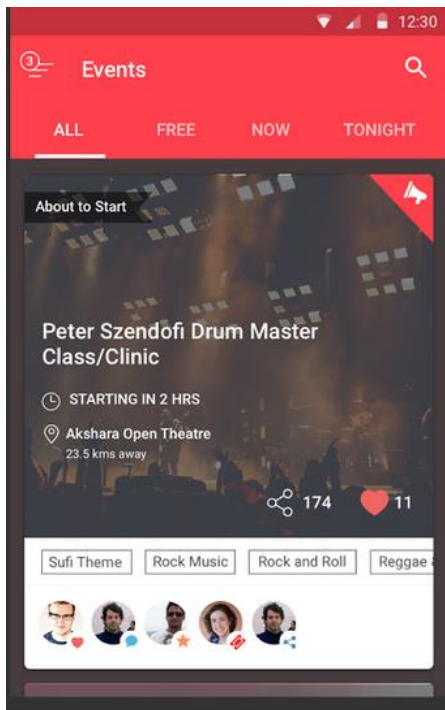 12:30
3
Events
ALL FREE NOW TONIGHT
About to Start
Peter Szendofi Drum Master
Class/Clinic
STARTING IN 2 HRS
Akshara Open Theatre
23.5 kms away
174 11
Sufi Theme Rock Music Rock and Roll Reggae